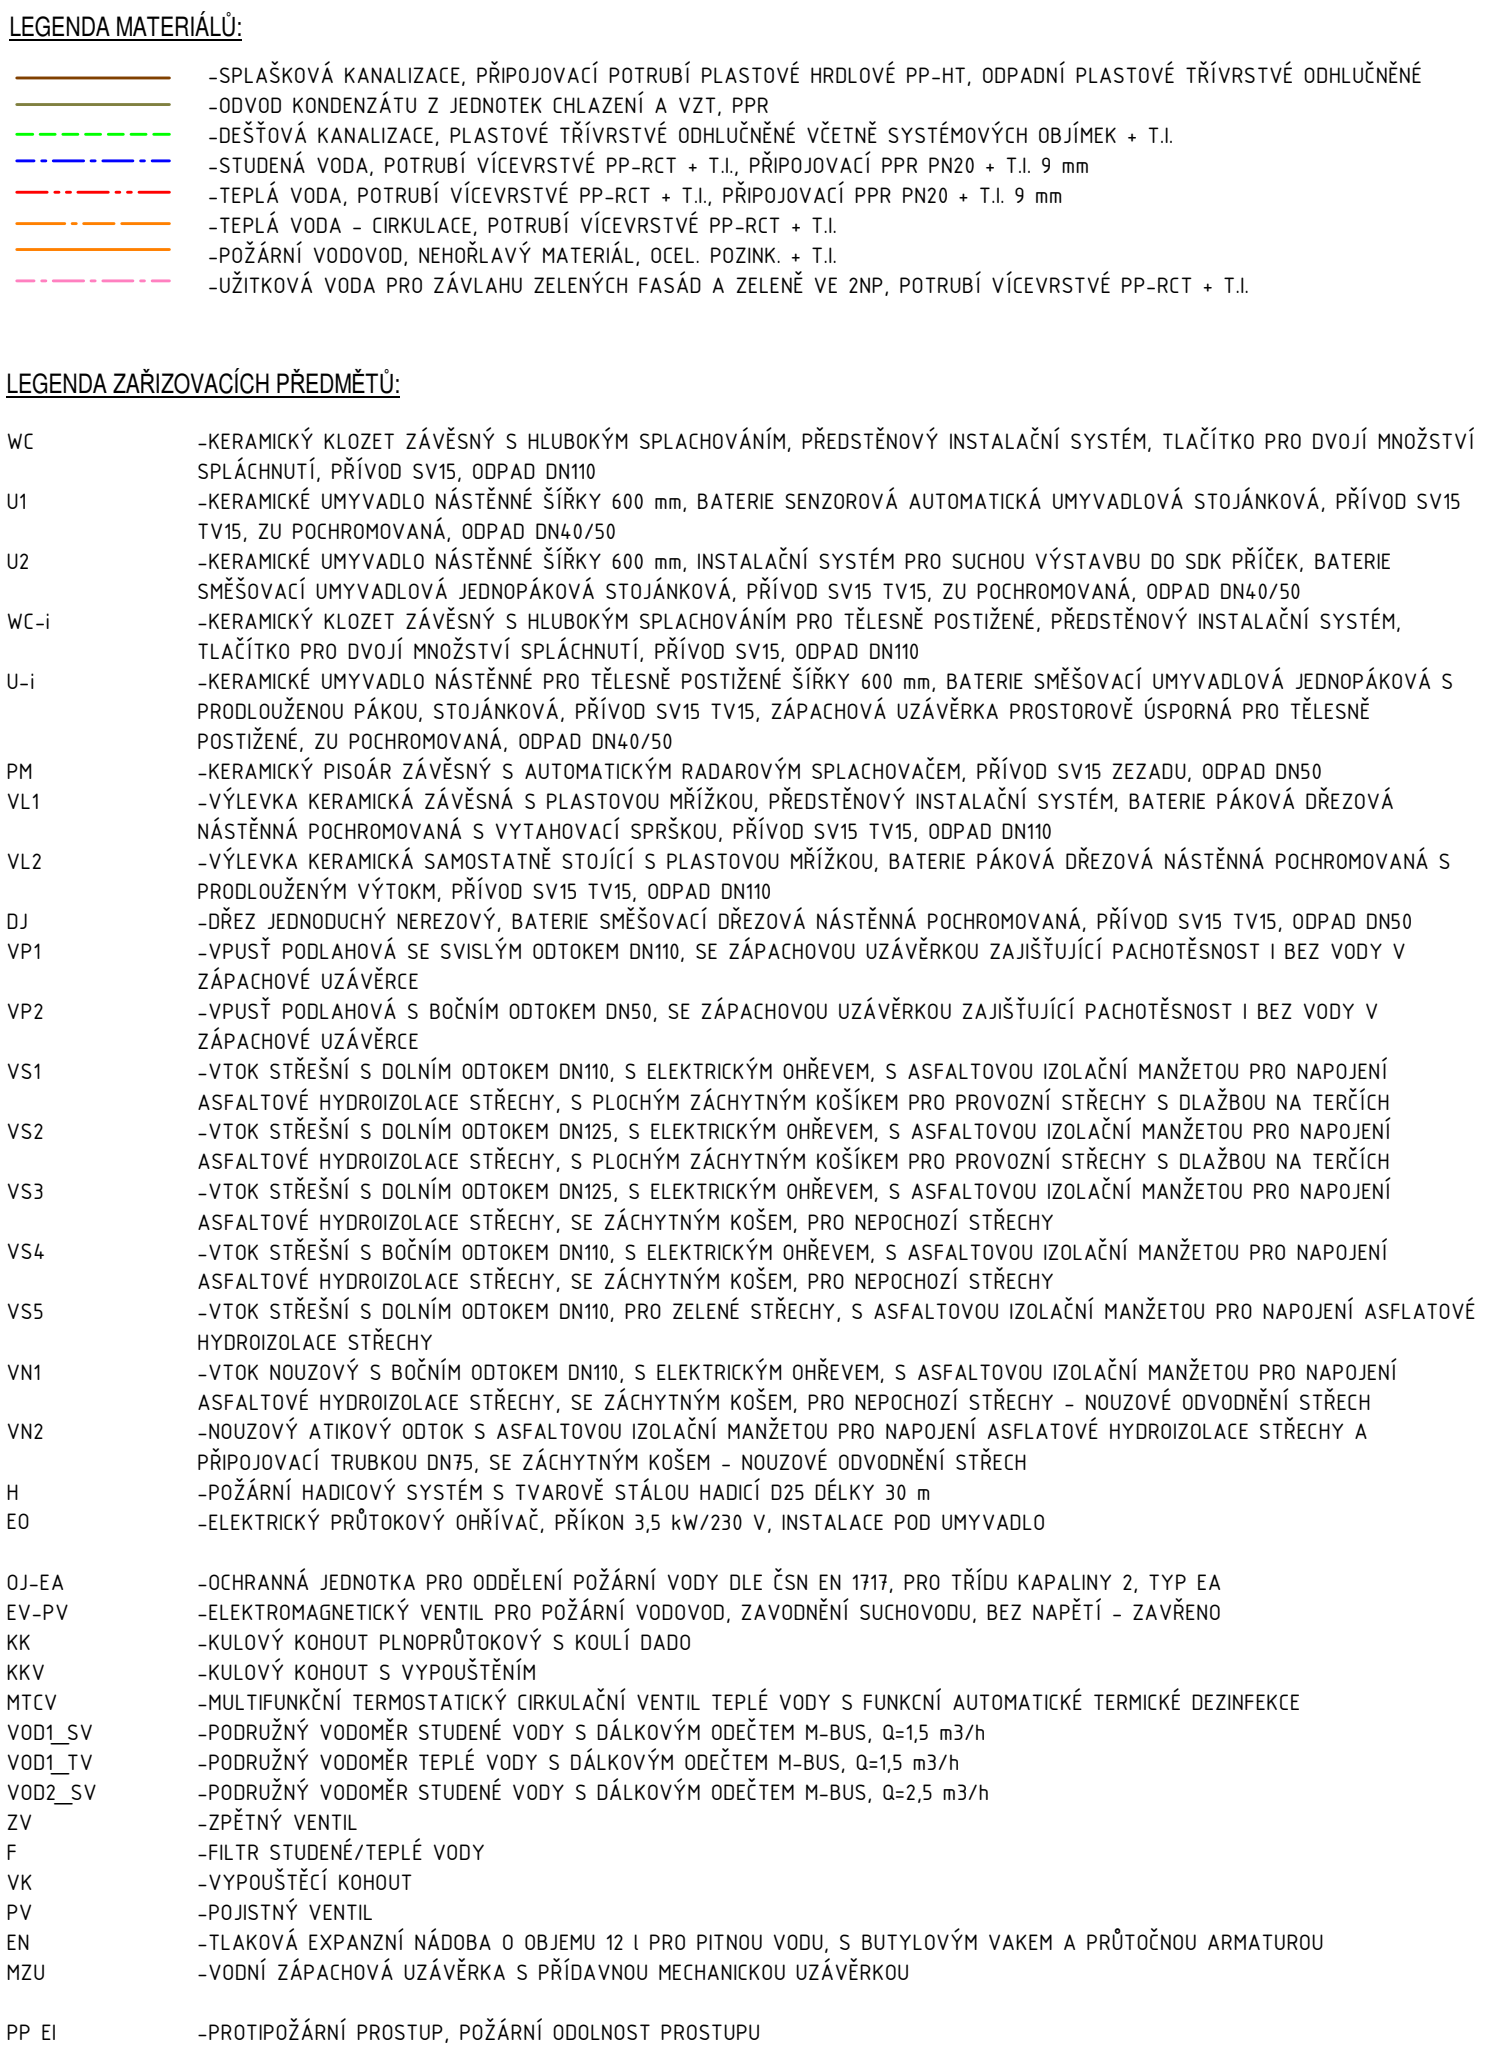 LEGENDA MATERIÁLŮ:
-SPLAŠKOVÁ KANALIZACE, PŘIPOJOVACÍ POTRUBÍ PLASTOVÉ HRDLOVÉ PP-HT, ODPADNÍ PLASTOVÉ TŘÍVRSTVÉ ODHLUČNĚNÉ
-ODVOD KONDENZÁTU Z JEDNOTEK CHLAZENÍ A VZT, PPR
-DEŠŤOVÁ KANALIZACE, PLASTOVÉ TŘÍVRSTVÉ ODHLUČNĚNÉ VČETNĚ SYSTÉMOVÝCH OBJÍMEK + T.I.
-STUDENÁ VODA, POTRUBÍ VÍCEVRSTVÉ PP-RCT + T.I., PŘIPOJOVACÍ PPR PN20 + T.I. 9 mm
-TEPLÁ VODA, POTRUBÍ VÍCEVRSTVÉ PP-RCT + T.I., PŘIPOJOVACÍ PPR PN20 + T.I. 9 mm
-TEPLÁ VODA - CIRKULACE, POTRUBÍ VÍCEVRSTVÉ PP-RCT + T.I.
-POŽÁRNÍ VODOVOD, NEHOŘLAVÝ MATERIÁL, OCEL. POZINK. + T.I.
-UŽITKOVÁ VODA PRO ZÁVLAHU ZELENÝCH FASÁD A ZELENĚ VE 2NP, POTRUBÍ VÍCEVRSTVÉ PP-RCT + T.I.
LEGENDA ZAŘIZOVACÍCH PŘEDMĚTŮ:
WC -KERAMICKÝ KLOZET ZÁVĚSNÝ S HLUBOKÝM SPLACHOVÁNÍM, PŘEDSTĚNOVÝ INSTALAČNÍ SYSTÉM, TLAČÍTKO PRO DVOJÍ MNOŽSTVÍ
SPLÁCHNUTÍ, PŘÍVOD SV15, ODPAD DN110
U1 -KERAMICKÉ UMYVADLO NÁSTĚNNÉ ŠÍŘKY 600 mm, BATERIE SENZOROVÁ AUTOMATICKÁ UMYVADLOVÁ STOJÁNKOVÁ, PŘÍVOD SV15
TV15, ZU POCHROMOVANÁ, ODPAD DN40/50
U2 -KERAMICKÉ UMYVADLO NÁSTĚNNÉ ŠÍŘKY 600 mm, INSTALAČNÍ SYSTÉM PRO SUCHOU VÝSTAVBU DO SDK PŘÍČEK, BATERIE
SMĚŠOVACÍ UMYVADLOVÁ JEDNOPÁKOVÁ STOJÁNKOVÁ, PŘÍVOD SV15 TV15, ZU POCHROMOVANÁ, ODPAD DN40/50
WC-i -KERAMICKÝ KLOZET ZÁVĚSNÝ S HLUBOKÝM SPLACHOVÁNÍM PRO TĚLESNĚ POSTIŽENÉ, PŘEDSTĚNOVÝ INSTALAČNÍ SYSTÉM,
TLAČÍTKO PRO DVOJÍ MNOŽSTVÍ SPLÁCHNUTÍ, PŘÍVOD SV15, ODPAD DN110
U-i -KERAMICKÉ UMYVADLO NÁSTĚNNÉ PRO TĚLESNĚ POSTIŽENÉ ŠÍŘKY 600 mm, BATERIE SMĚŠOVACÍ UMYVADLOVÁ JEDNOPÁKOVÁ S
PRODLOUŽENOU PÁKOU, STOJÁNKOVÁ, PŘÍVOD SV15 TV15, ZÁPACHOVÁ UZÁVĚRKA PROSTOROVĚ ÚSPORNÁ PRO TĚLESNĚ
POSTIŽENÉ, ZU POCHROMOVANÁ, ODPAD DN40/50
PM -KERAMICKÝ PISOÁR ZÁVĚSNÝ S AUTOMATICKÝM RADAROVÝM SPLACHOVAČEM, PŘÍVOD SV15 ZEZADU, ODPAD DN50
VL1 -VÝLEVKA KERAMICKÁ ZÁVĚSNÁ S PLASTOVOU MŘÍŽKOU, PŘEDSTĚNOVÝ INSTALAČNÍ SYSTÉM, BATERIE PÁKOVÁ DŘEZOVÁ
NÁSTĚNNÁ POCHROMOVANÁ S VYTAHOVACÍ SPRŠKOU, PŘÍVOD SV15 TV15, ODPAD DN110
VL2 -VÝLEVKA KERAMICKÁ SAMOSTATNĚ STOJÍCÍ S PLASTOVOU MŘÍŽKOU, BATERIE PÁKOVÁ DŘEZOVÁ NÁSTĚNNÁ POCHROMOVANÁ S
PRODLOUŽENÝM VÝTOKM, PŘÍVOD SV15 TV15, ODPAD DN110
DJ -DŘEZ JEDNODUCHÝ NEREZOVÝ, BATERIE SMĚŠOVACÍ DŘEZOVÁ NÁSTĚNNÁ POCHROMOVANÁ, PŘÍVOD SV15 TV15, ODPAD DN50
VP1 -VPUSŤ PODLAHOVÁ SE SVISLÝM ODTOKEM DN110, SE ZÁPACHOVOU UZÁVĚRKOU ZAJIŠŤUJÍCÍ PACHOTĚSNOST I BEZ VODY V
ZÁPACHOVÉ UZÁVĚRCE
VP2 -VPUSŤ PODLAHOVÁ S BOČNÍM ODTOKEM DN50, SE ZÁPACHOVOU UZÁVĚRKOU ZAJIŠŤUJÍCÍ PACHOTĚSNOST I BEZ VODY V
ZÁPACHOVÉ UZÁVĚRCE
VS1 -VTOK STŘEŠNÍ S DOLNÍM ODTOKEM DN110, S ELEKTRICKÝM OHŘEVEM, S ASFALTOVOU IZOLAČNÍ MANŽETOU PRO NAPOJENÍ
ASFALTOVÉ HYDROIZOLACE STŘECHY, S PLOCHÝM ZÁCHYTNÝM KOŠÍKEM PRO PROVOZNÍ STŘECHY S DLAŽBOU NA TERČÍCH
VS2 -VTOK STŘEŠNÍ S DOLNÍM ODTOKEM DN125, S ELEKTRICKÝM OHŘEVEM, S ASFALTOVOU IZOLAČNÍ MANŽETOU PRO NAPOJENÍ
ASFALTOVÉ HYDROIZOLACE STŘECHY, S PLOCHÝM ZÁCHYTNÝM KOŠÍKEM PRO PROVOZNÍ STŘECHY S DLAŽBOU NA TERČÍCH
VS3 -VTOK STŘEŠNÍ S DOLNÍM ODTOKEM DN125, S ELEKTRICKÝM OHŘEVEM, S ASFALTOVOU IZOLAČNÍ MANŽETOU PRO NAPOJENÍ
ASFALTOVÉ HYDROIZOLACE STŘECHY, SE ZÁCHYTNÝM KOŠEM, PRO NEPOCHOZÍ STŘECHY
VS4 -VTOK STŘEŠNÍ S BOČNÍM ODTOKEM DN110, S ELEKTRICKÝM OHŘEVEM, S ASFALTOVOU IZOLAČNÍ MANŽETOU PRO NAPOJENÍ
ASFALTOVÉ HYDROIZOLACE STŘECHY, SE ZÁCHYTNÝM KOŠEM, PRO NEPOCHOZÍ STŘECHY
VS5 -VTOK STŘEŠNÍ S DOLNÍM ODTOKEM DN110, PRO ZELENÉ STŘECHY, S ASFALTOVOU IZOLAČNÍ MANŽETOU PRO NAPOJENÍ ASFLATOVÉ
HYDROIZOLACE STŘECHY
VN1 -VTOK NOUZOVÝ S BOČNÍM ODTOKEM DN110, S ELEKTRICKÝM OHŘEVEM, S ASFALTOVOU IZOLAČNÍ MANŽETOU PRO NAPOJENÍ
ASFALTOVÉ HYDROIZOLACE STŘECHY, SE ZÁCHYTNÝM KOŠEM, PRO NEPOCHOZÍ STŘECHY - NOUZOVÉ ODVODNĚNÍ STŘECH
VN2 -NOUZOVÝ ATIKOVÝ ODTOK S ASFALTOVOU IZOLAČNÍ MANŽETOU PRO NAPOJENÍ ASFLATOVÉ HYDROIZOLACE STŘECHY A
PŘIPOJOVACÍ TRUBKOU DN75, SE ZÁCHYTNÝM KOŠEM - NOUZOVÉ ODVODNĚNÍ STŘECH
H -POŽÁRNÍ HADICOVÝ SYSTÉM S TVAROVĚ STÁLOU HADICÍ D25 DÉLKY 30 m
EO -ELEKTRICKÝ PRŮTOKOVÝ OHŘÍVAČ, PŘÍKON 3,5 kW/230 V, INSTALACE POD UMYVADLO
OJ-EA -OCHRANNÁ JEDNOTKA PRO ODDĚLENÍ POŽÁRNÍ VODY DLE ČSN EN 1717, PRO TŘÍDU KAPALINY 2, TYP EA
EV-PV -ELEKTROMAGNETICKÝ VENTIL PRO POŽÁRNÍ VODOVOD, ZAVODNĚNÍ SUCHOVODU, BEZ NAPĚTÍ - ZAVŘENO
KK -KULOVÝ KOHOUT PLNOPRŮTOKOVÝ S KOULÍ DADO
KKV -KULOVÝ KOHOUT S VYPOUŠTĚNÍM
MTCV -MULTIFUNKČNÍ TERMOSTATICKÝ CIRKULAČNÍ VENTIL TEPLÉ VODY S FUNKCNÍ AUTOMATICKÉ TERMICKÉ DEZINFEKCE
VOD1_SV -PODRUŽNÝ VODOMĚR STUDENÉ VODY S DÁLKOVÝM ODEČTEM M-BUS, Q=1,5 m3/h
VOD1_TV -PODRUŽNÝ VODOMĚR TEPLÉ VODY S DÁLKOVÝM ODEČTEM M-BUS, Q=1,5 m3/h
VOD2_SV -PODRUŽNÝ VODOMĚR STUDENÉ VODY S DÁLKOVÝM ODEČTEM M-BUS, Q=2,5 m3/h
ZV -ZPĚTNÝ VENTIL
F -FILTR STUDENÉ/TEPLÉ VODY
VK -VYPOUŠTĚCÍ KOHOUT
PV -POJISTNÝ VENTIL
EN -TLAKOVÁ EXPANZNÍ NÁDOBA O OBJEMU 12 l PRO PITNOU VODU, S BUTYLOVÝM VAKEM A PRŮTOČNOU ARMATUROU
MZU -VODNÍ ZÁPACHOVÁ UZÁVĚRKA S PŘÍDAVNOU MECHANICKOU UZÁVĚRKOU
PP EI -PROTIPOŽÁRNÍ PROSTUP, POŽÁRNÍ ODOLNOST PROSTUPU